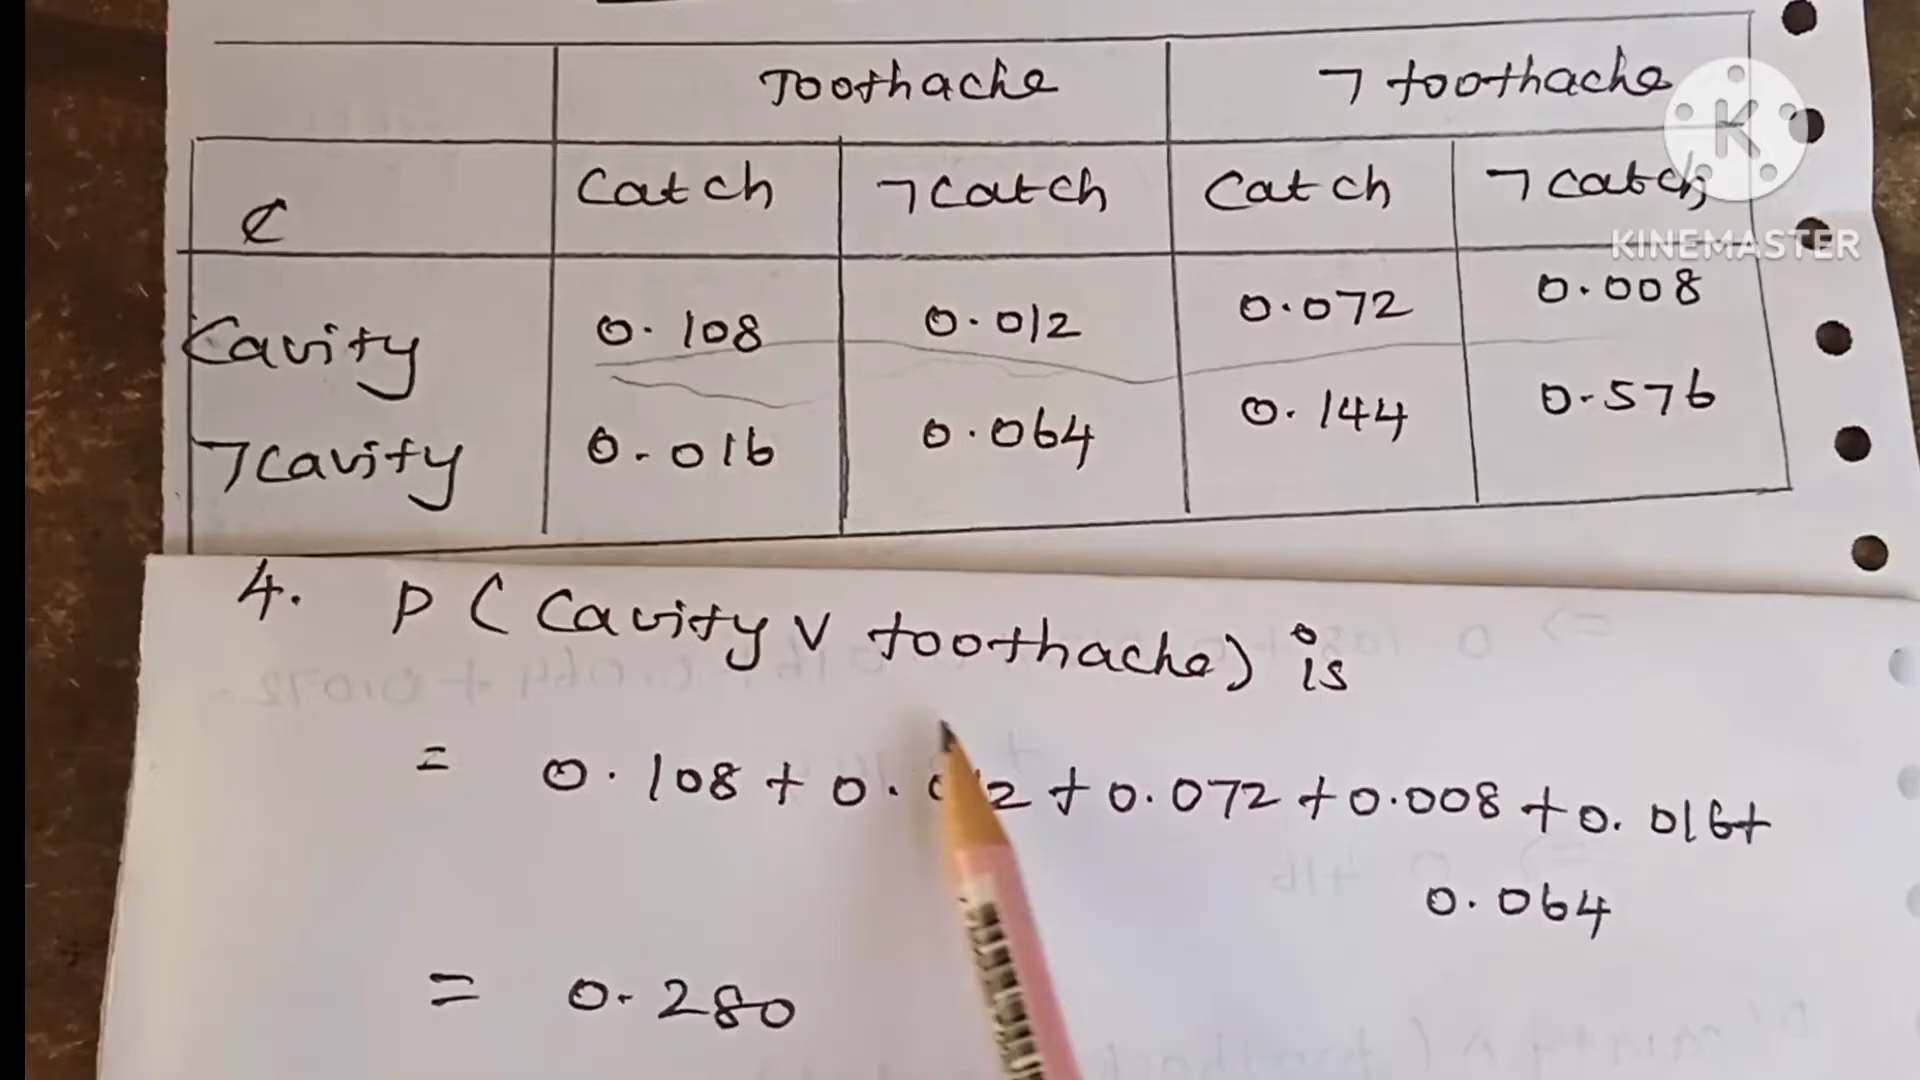 Toothache ¬ toothache
¢ Catch ¬catch Catch ¬catch
K
KINEMASTER
Cavity 0.108 0.012 0.072 0.008
¬cavity 0.016 0.064 0.144 0.576
4. P (Cavity V toothache) is
= 0.108 + 0. 2 + 0.072 + 0.008 + 0.016+
0.064
= 0.280